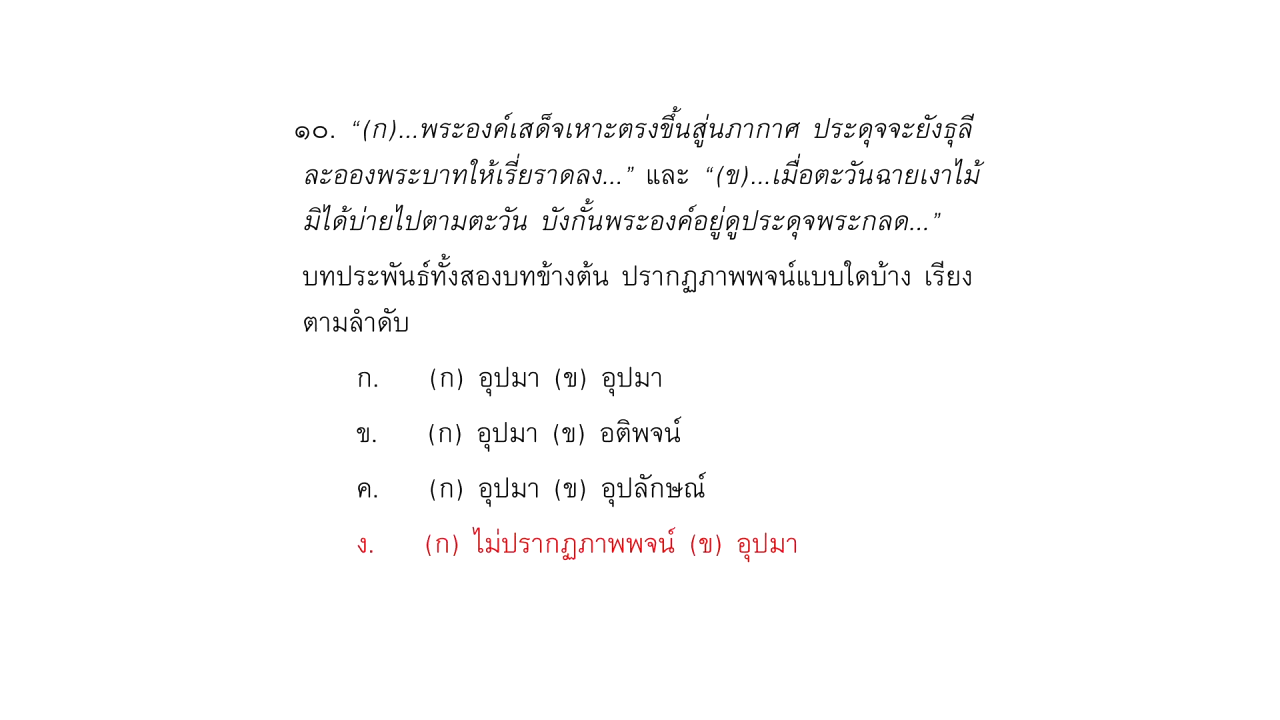 ๑๐. “(ก)...พระองค์เสด็จเหาะตรงขึ้นสู่นภากาศ ประดุจจะยังธุลี
ละอองพระบาทให้เรี่ยราดลง...” และ “(ข)...เมื่อตะวันฉายเงาไม้
มิได้บ่ายไปตามตะวัน บังกั้นพระองค์อยู่ดูประดุจพระกลด...”
บทประพันธ์ทั้งสองบทข้างต้น ปรากฏภาพพจน์แบบใดบ้าง เรียง
ตามลำดับ
ก. (ก) อุปมา (ข) อุปมา
ข. (ก) อุปมา (ข) อติพจน์
ค. (ก) อุปมา (ข) อุปลักษณ์
ง. (ก) ไม่ปรากฏภาพพจน์ (ข) อุปมา